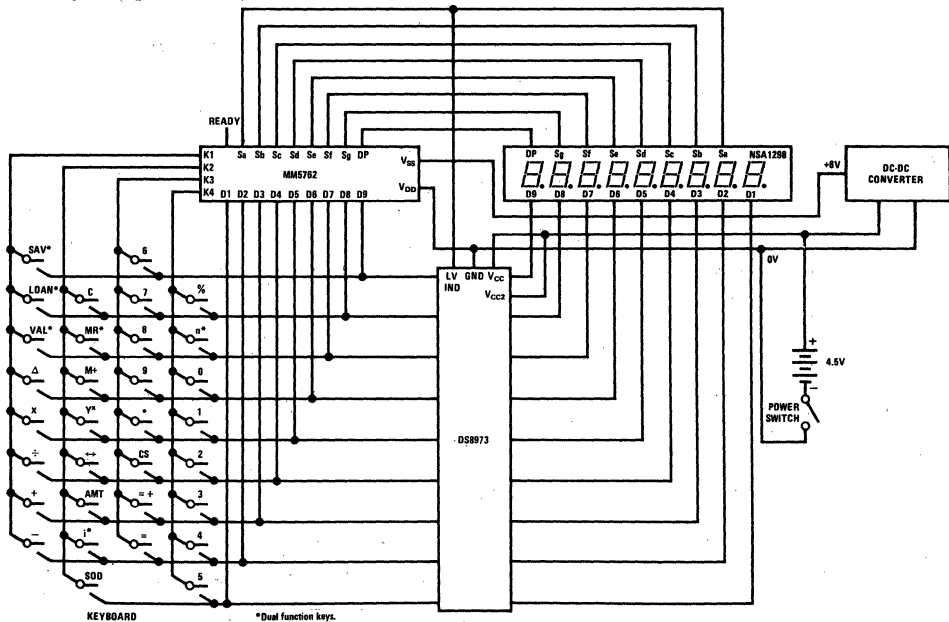 READY
Sa Sb Sc Sd Se Sf Sg DP
K1
K2
K3
K4
MM5762
VSS
VDD
D1 D2 D3 D4 D5 D6 D7 D8 D9
DP Sg Sf Se Sd Sc Sb Sa NSA1298
D9 D8 D7 D6 D5 D4 D3 D2 D1
+8V
DC-DC
CONVERTER
0V
LV
IND
GND VCC
VCC2
DS8973
+
4.5V
−
POWER
SWITCH
SAV* 6
LOAN* C 7 %
VAL* MR* 8 n*
Δ M+ 9 0
X Y* • 1
÷ ↔ CS 2
+ AMT = + 3
− i* = 4
SOD 5
KEYBOARD
*Dual function keys.